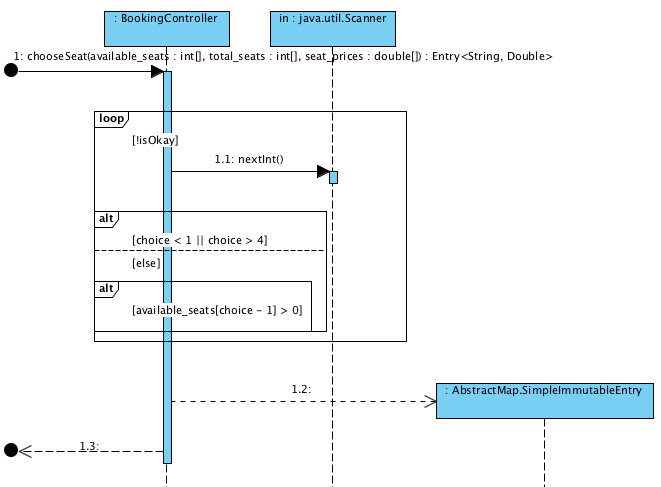 : BookingController
in : java.util.Scanner
1: chooseSeat(available_seats : int[], total_seats : int[], seat_prices : double[]) : Entry<String, Double>
loop
[!isOkay]
1.1: nextInt()
alt
[choice < 1 || choice > 4]
[else]
alt
[available_seats[choice - 1] > 0]
1.2:
: AbstractMap.SimpleImmutableEntry
1.3: